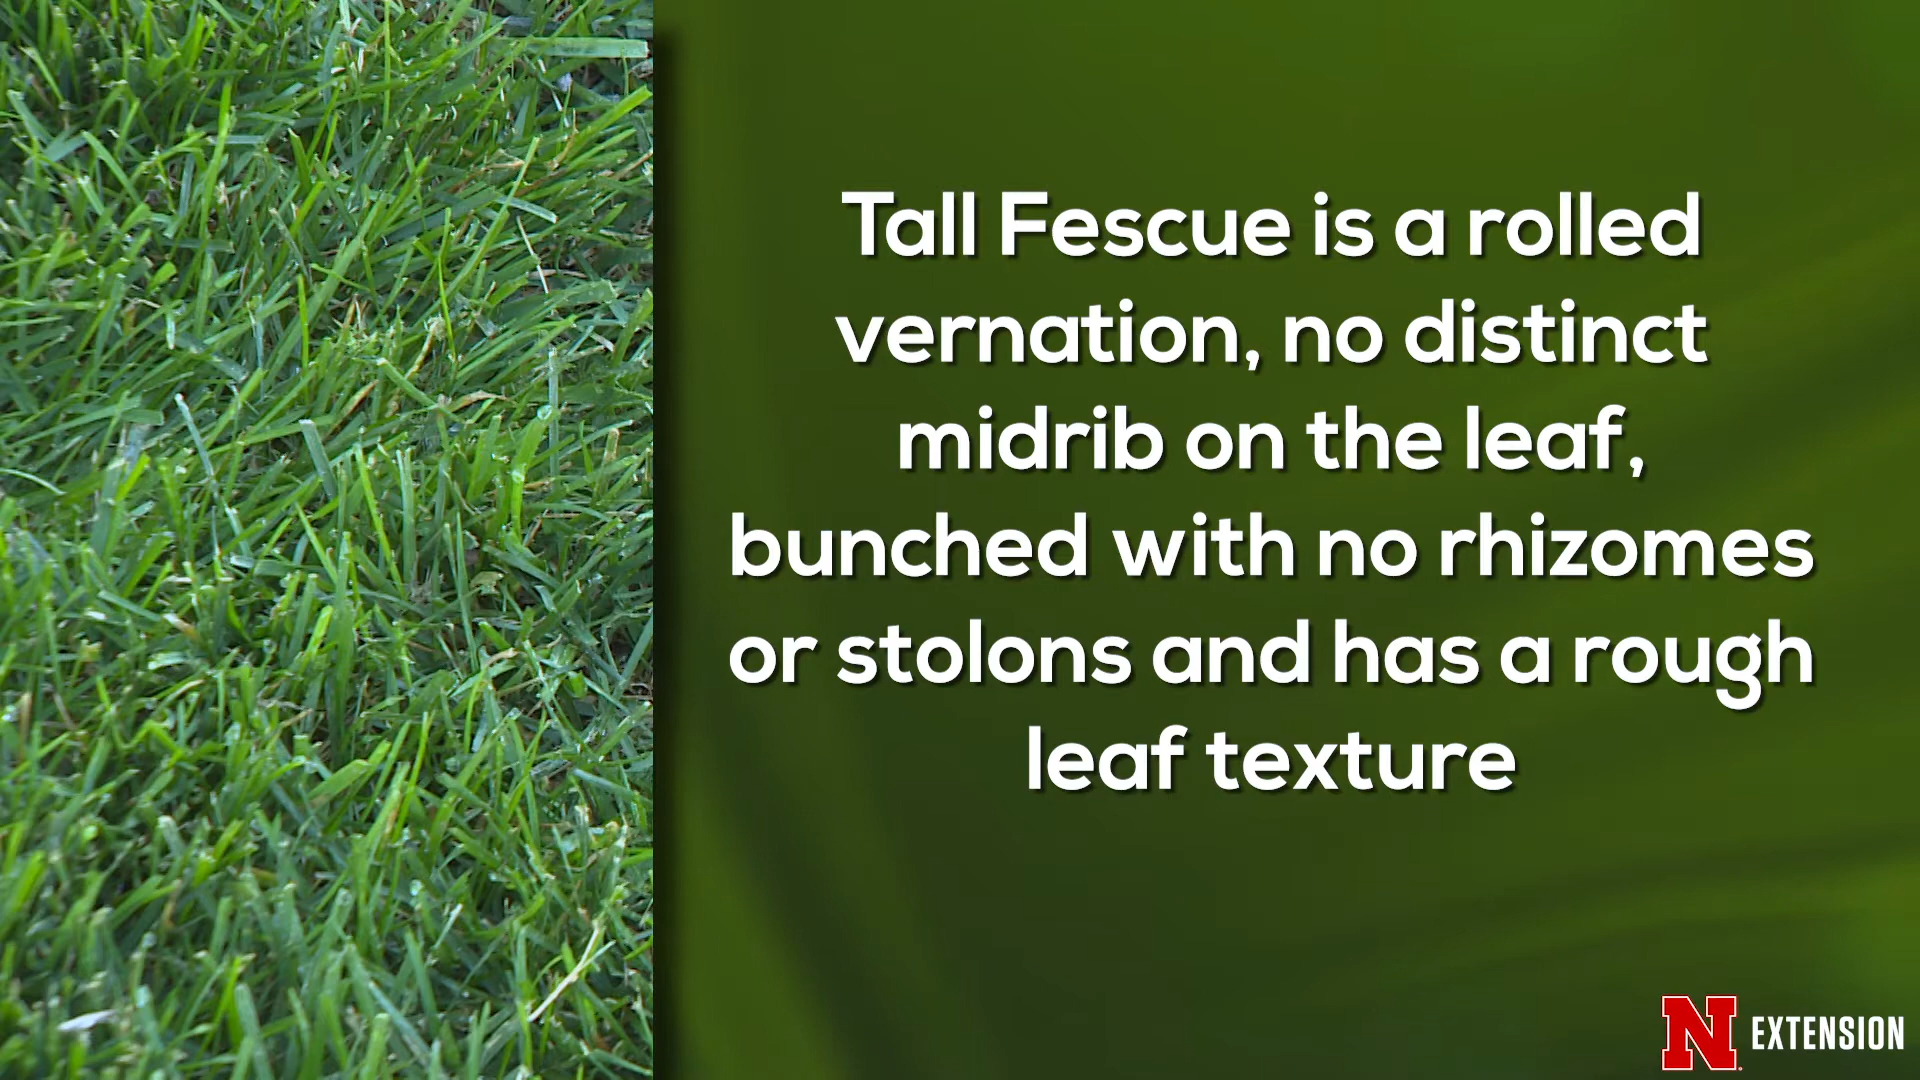 Tall Fescue is a rolled
vernation, no distinct
midrib on the leaf,
bunched with no rhizomes
or stolons and has a rough
leaf texture
N EXTENSION